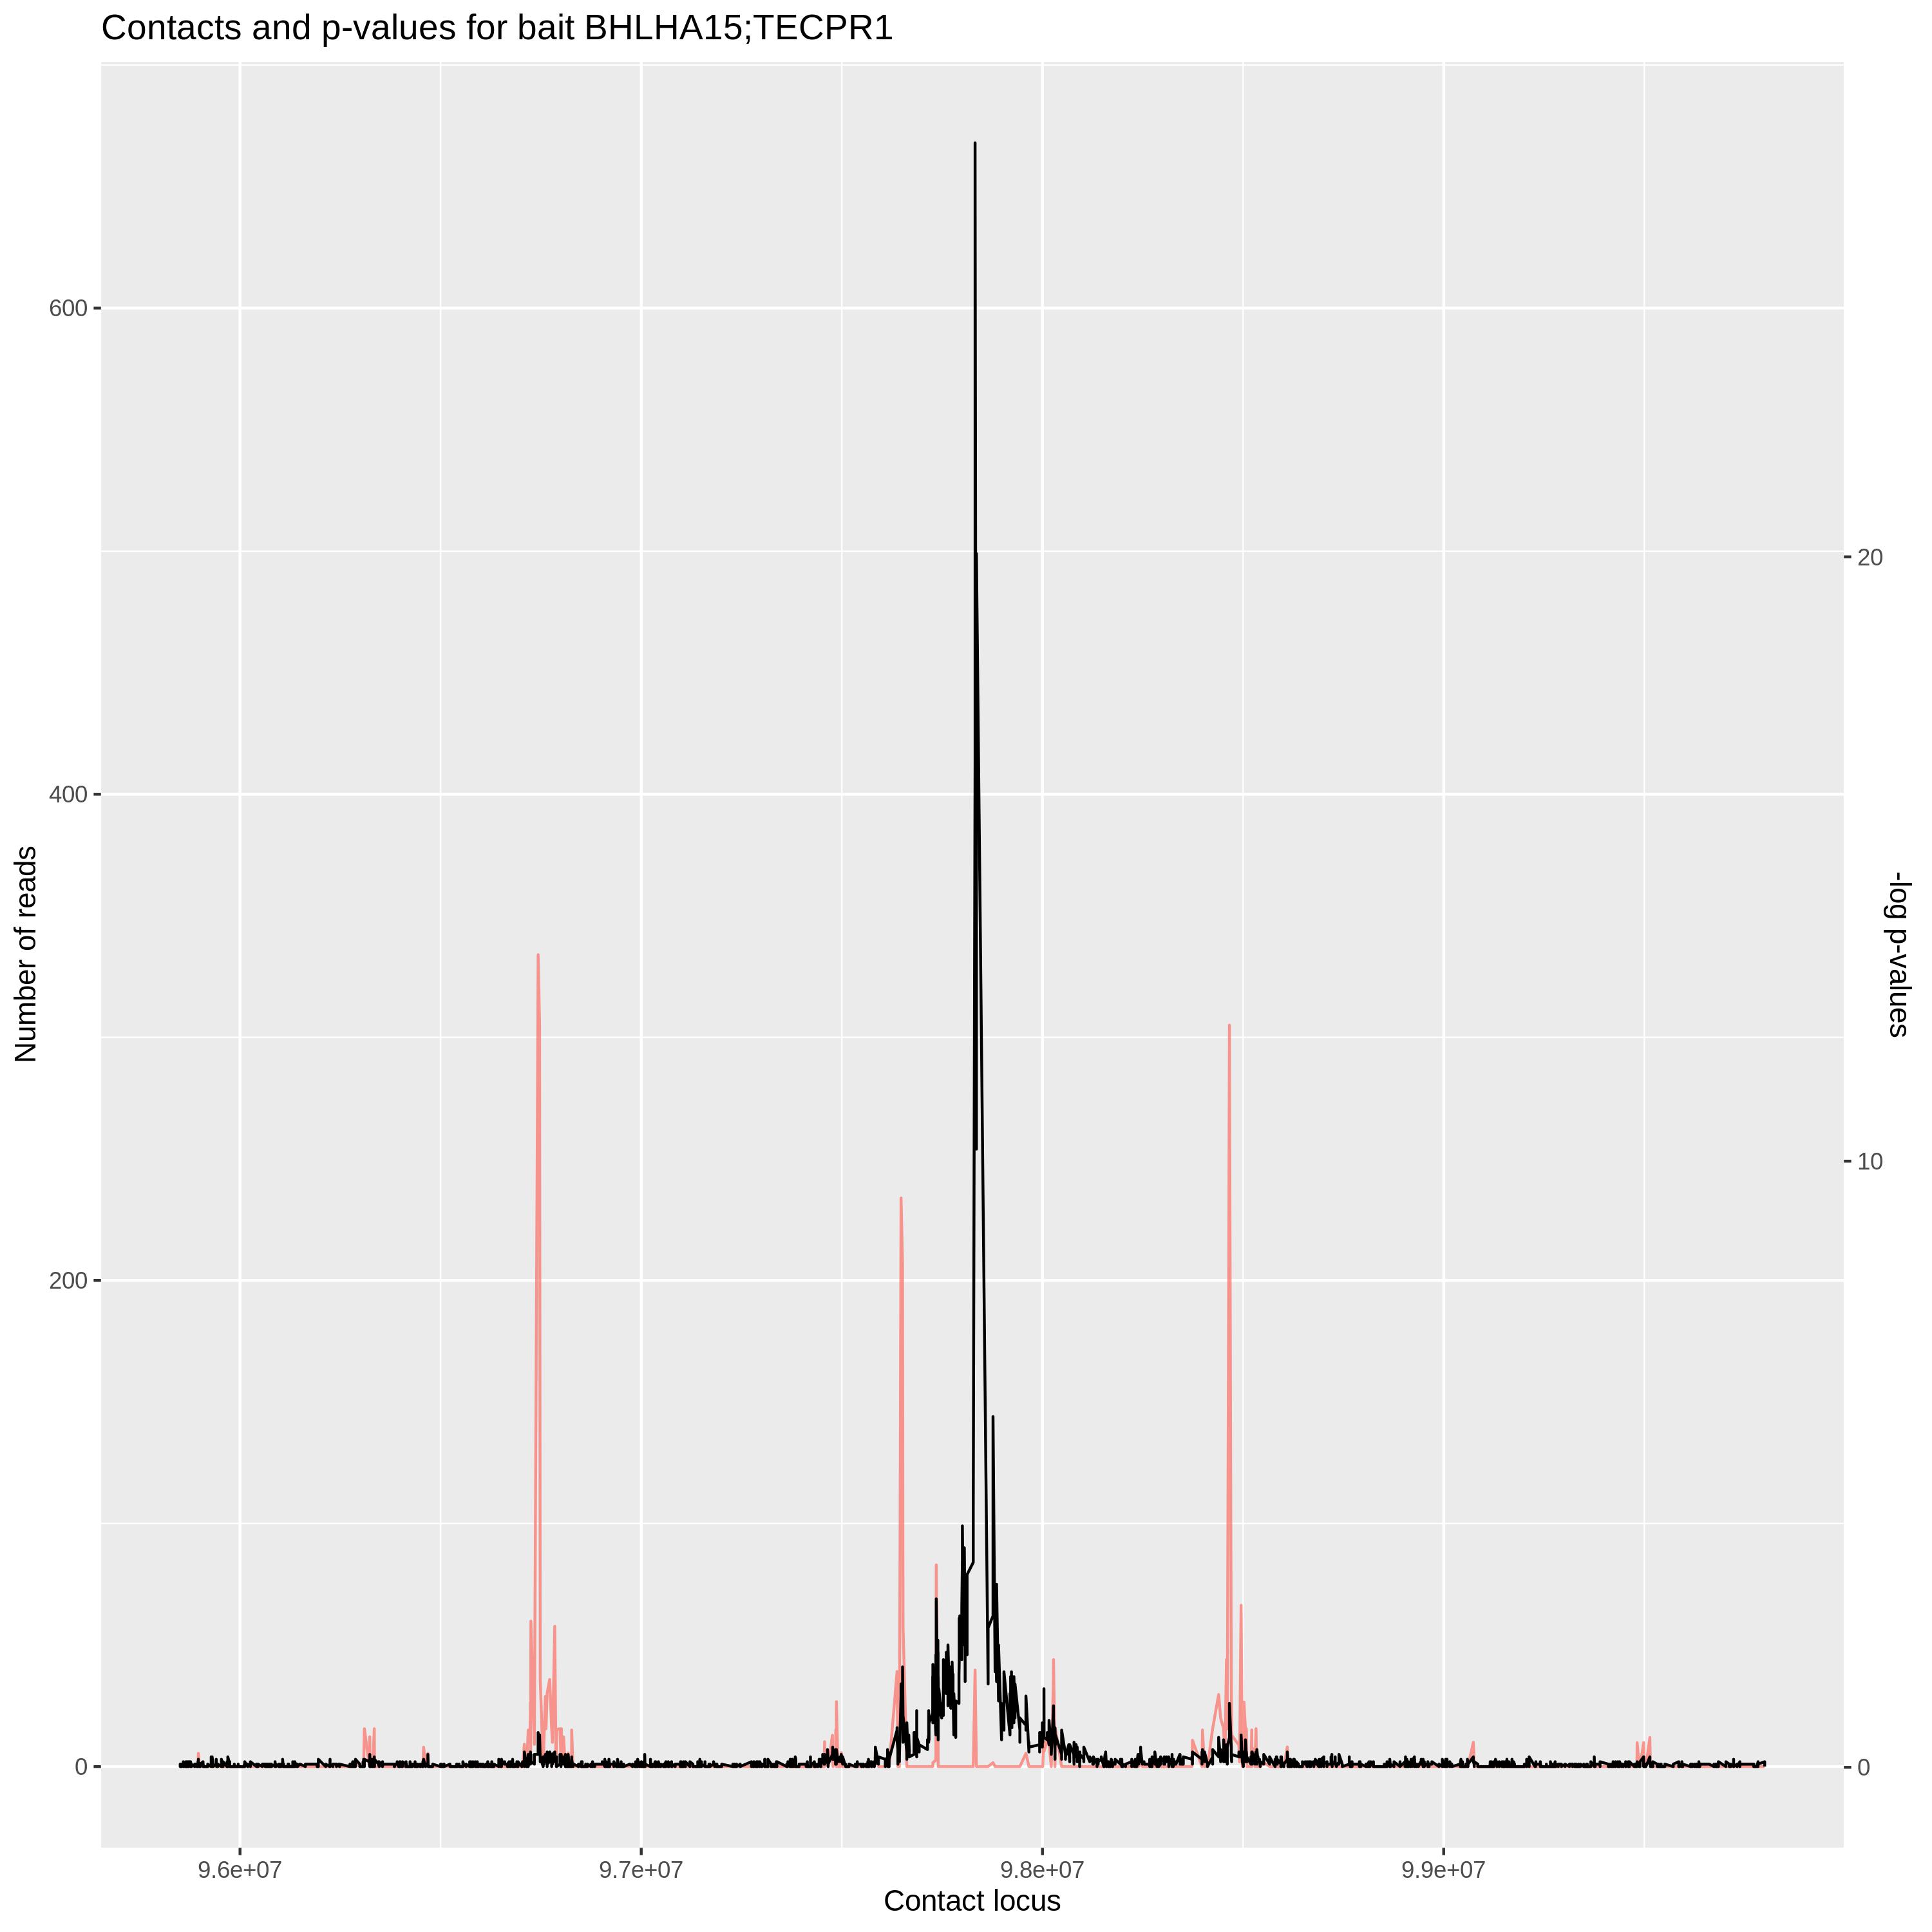 Contacts and p-values for bait BHLHA15;TECPR1
600
400
200
0
Number of reads
20
10
0
-log p-values
9.6e+07
9.7e+07
9.8e+07
9.9e+07
Contact locus